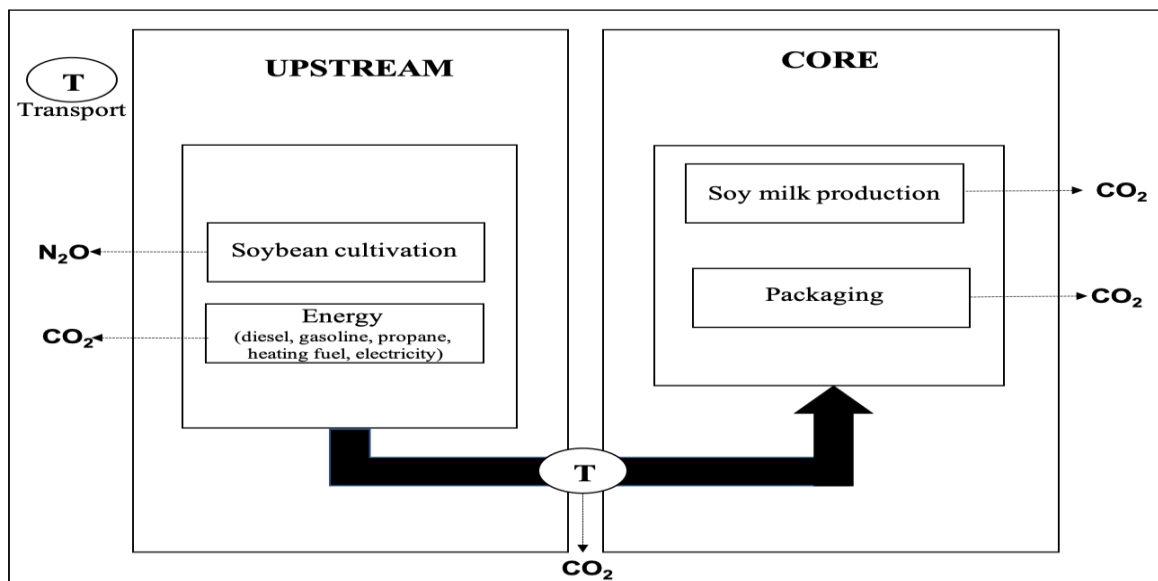 T
Transport
UPSTREAM
Soybean cultivation
N₂O
Energy
(diesel, gasoline, propane,
heating fuel, electricity)
CO₂
CORE
Soy milk production
CO₂
Packaging
CO₂
T
CO₂